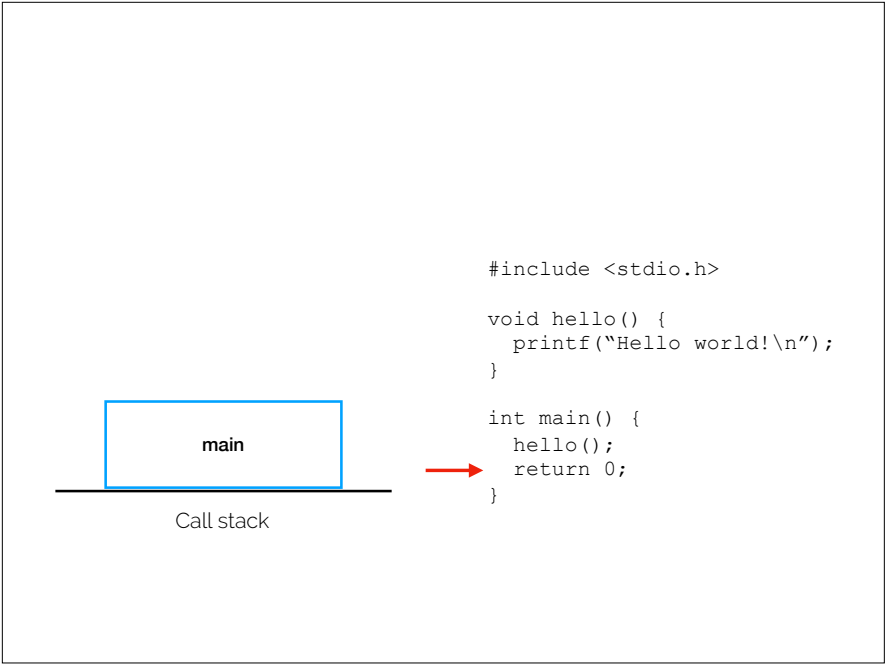 #include <stdio.h>
void hello() {
  printf(“Hello world!\n”);
}
int main() {
  hello();
  return 0;
}
main
Call stack